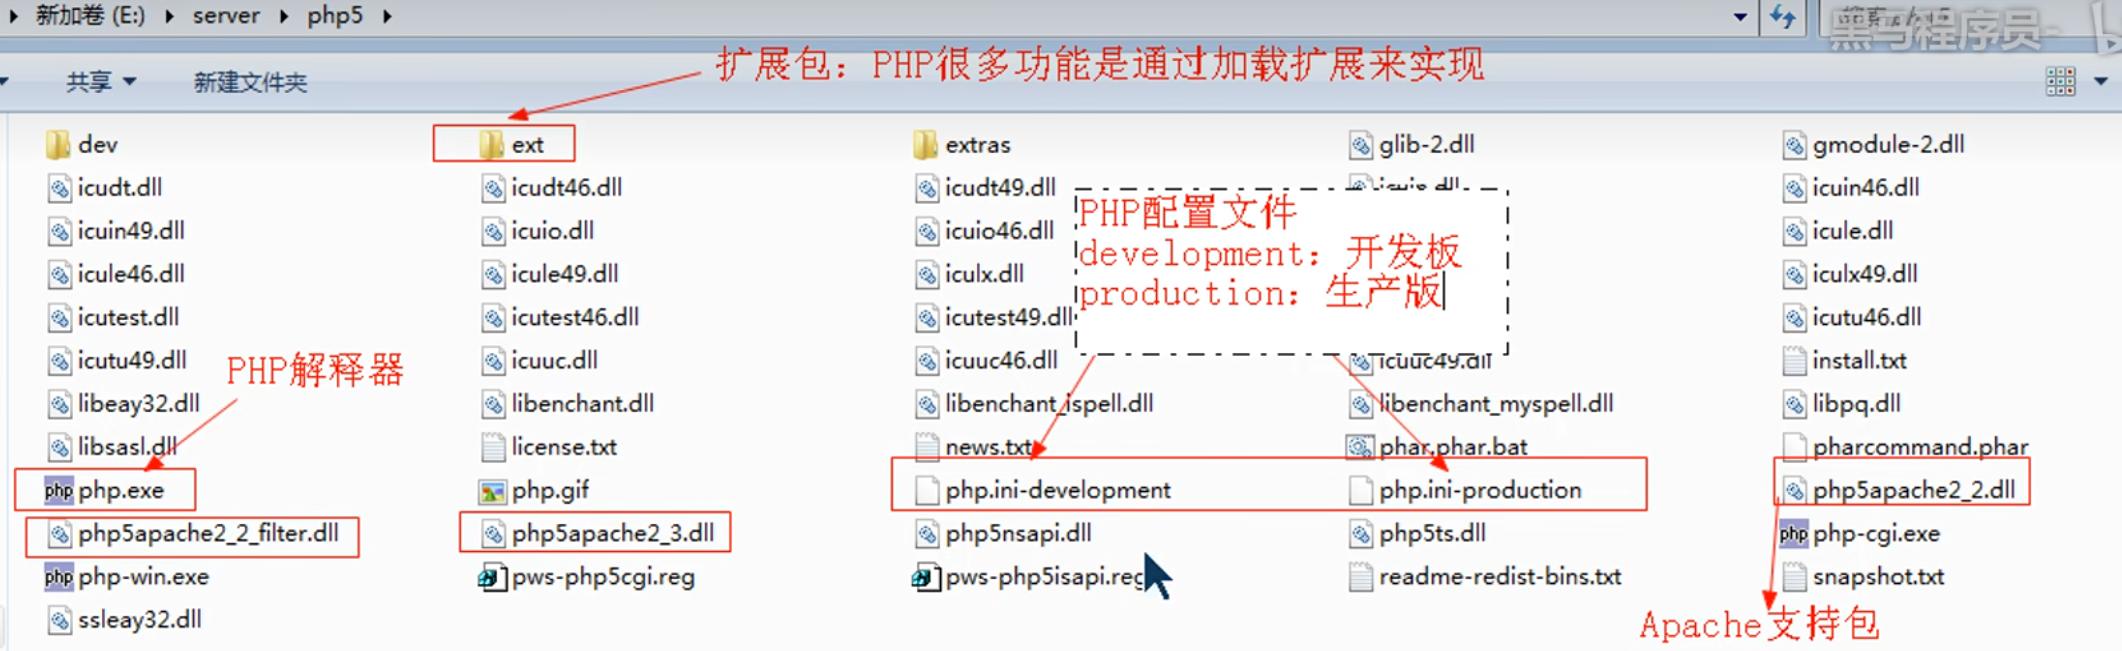 新加卷 (E:) server php5
黑马程序员-
共享 新建文件夹
扩展包：PHP很多功能是通过加载扩展来实现
dev ext extras glib-2.dll gmodule-2.dll
icudt.dll icudt46.dll icudt49.dll icuin46.dll
icuin49.dll icuio.dll icuio46.dll icule.dll
icule46.dll icule49.dll iculx.dll iculx49.dll
icutest.dll icutest46.dll icutest49.dll icutu46.dll
icutu49.dll icuuc.dll icuuc46.dll icuuc49.dll install.txt
PHP配置文件
development：开发板
production：生产版
PHP解释器
libeay32.dll libenchant.dll libenchant_ispell.dll libenchant_myspell.dll libpq.dll
libsasl.dll license.txt news.txt phar.phar.bat pharcommand.phar
php php.exe php.gif php.ini-development php.ini-production php5apache2_2.dll
php5apache2_2_filter.dll php5apache2_3.dll php5nsapi.dll php5ts.dll php php-cgi.exe
php php-win.exe pws-php5cgi.reg pws-php5isapi.reg readme-redist-bins.txt snapshot.txt
ssleay32.dll
Apache支持包